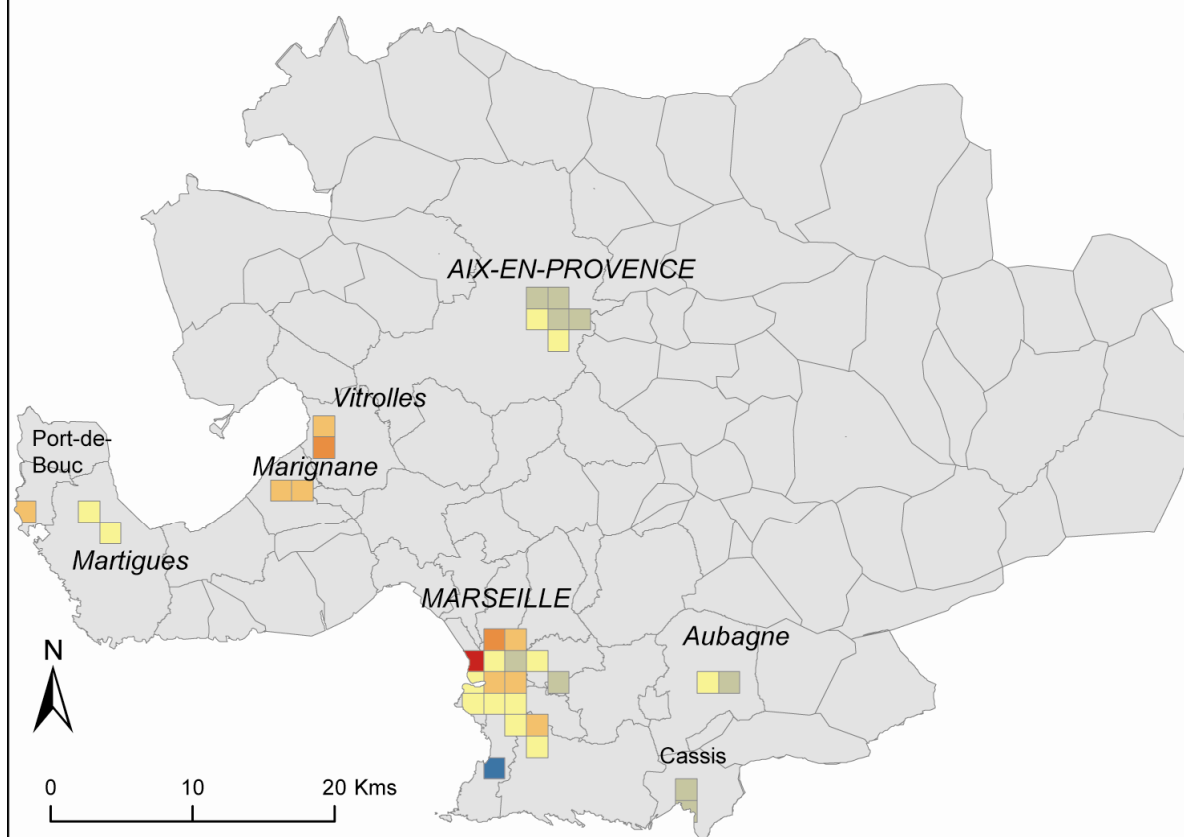 AIX-EN-PROVENCE
Vitrolles
Port-de-
Bouc
Marignane
Martigues
MARSEILLE
Aubagne
N
Cassis
0 10 20 Kms